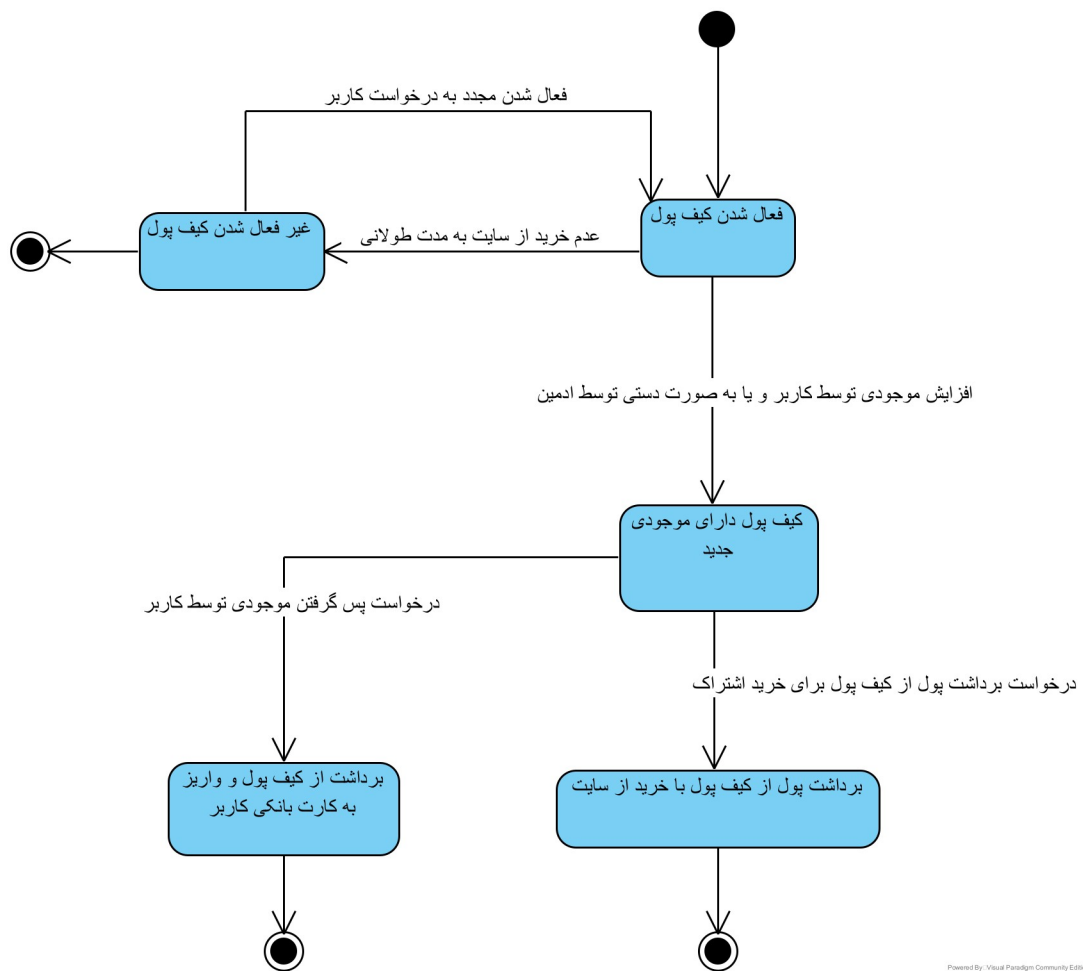 فعال شدن مجدد به درخواست کاربر
فعال شدن کیف پول
غیر فعال شدن کیف پول
عدم خرید از سایت به مدت طولانی
افزایش موجودی توسط کاربر و یا به صورت دستی توسط ادمین
کیف پول دارای موجودی
جدید
درخواست پس گرفتن موجودی توسط کاربر
درخواست برداشت پول از کیف پول برای خرید اشتراک
برداشت از کیف پول و واریز
به کارت بانکی کاربر
برداشت پول از کیف پول با خرید از سایت
Powered By: Visual Paradigm Community Editi